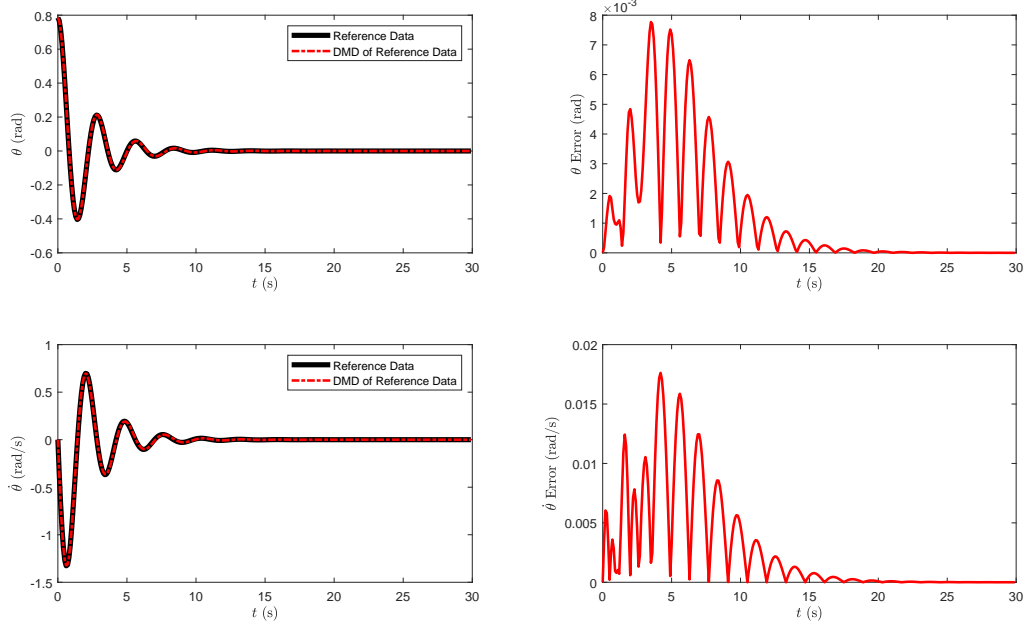 0.8
0.6
0.4
0.2
0
-0.2
-0.4
-0.6
θ (rad)
Reference Data
DMD of Reference Data
0 5 10 15 20 25 30
t (s)
×10⁻³
8
7
6
5
4
3
2
1
0
θ Error (rad)
0 5 10 15 20 25 30
t (s)
1
0.5
0
-0.5
-1
-1.5
θ̇ (rad/s)
Reference Data
DMD of Reference Data
0 5 10 15 20 25 30
t (s)
0.02
0.015
0.01
0.005
0
θ̇ Error (rad/s)
0 5 10 15 20 25 30
t (s)